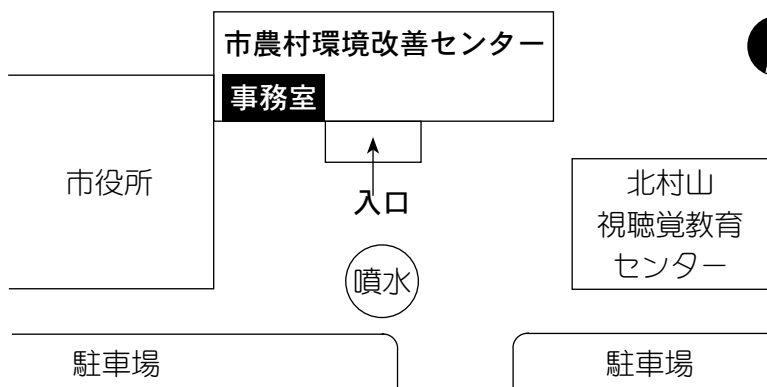 市農村環境改善センター
事務室
市役所
入口
北村山
視聴覚教育
センター
噴水
駐車場
駐車場